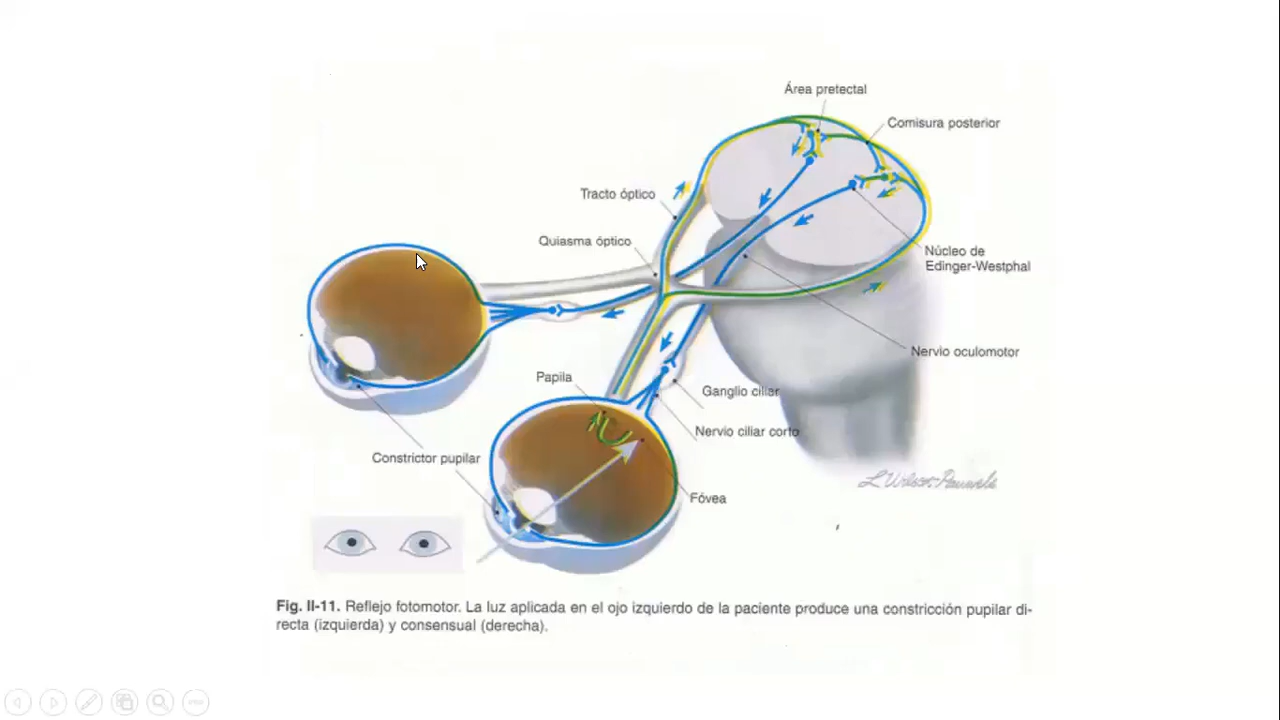 Área pretectal
Comisura posterior
Tracto óptico
Quiasma óptico
Núcleo de
Edinger-Westphal
Nervio oculomotor
Papila
Ganglio ciliar
Nervio ciliar corto
Constrictor pupilar
Fóvea
L Wilson-Pauwels
Fig. II-11. Reflejo fotomotor. La luz aplicada en el ojo izquierdo de la paciente produce una constricción pupilar di-
recta (izquierda) y consensual (derecha).